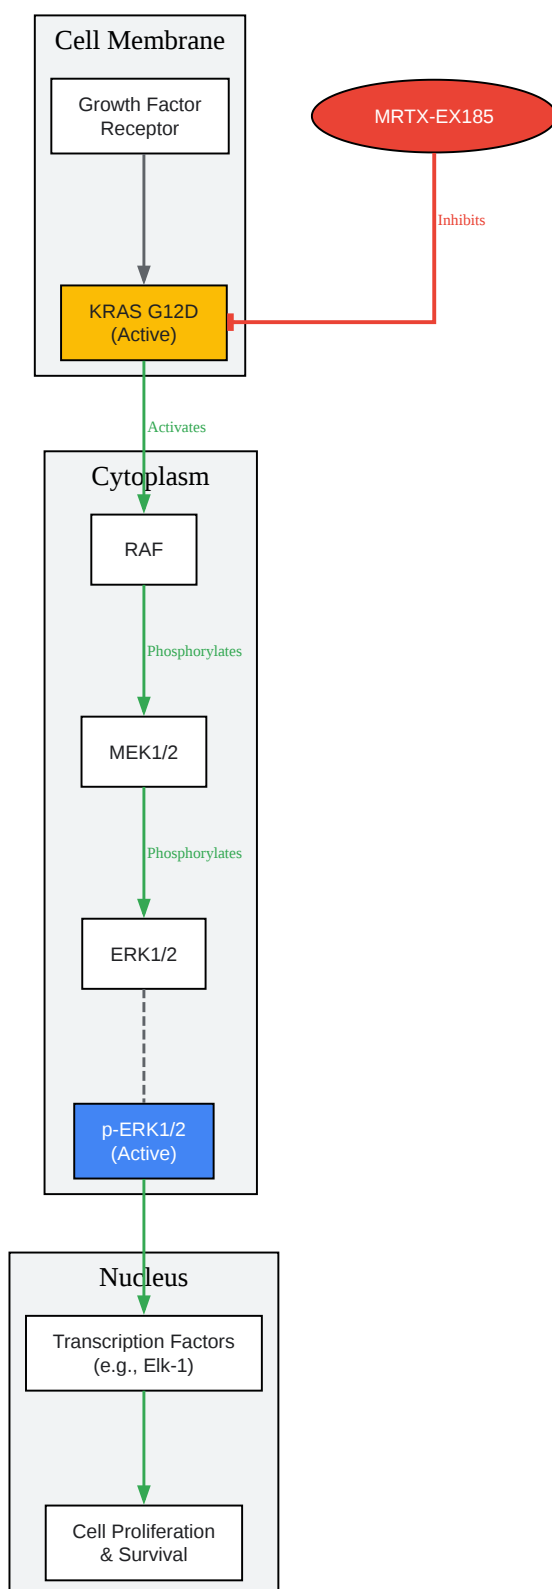 Cell Membrane
Growth Factor
Receptor
MRTX-EX185
Inhibits
KRAS G12D
(Active)
Activates
Cytoplasm
RAF
Phosphorylates
MEK1/2
Phosphorylates
ERK1/2
p-ERK1/2
(Active)
Nucleus
Transcription Factors
(e.g., Elk-1)
Cell Proliferation
& Survival